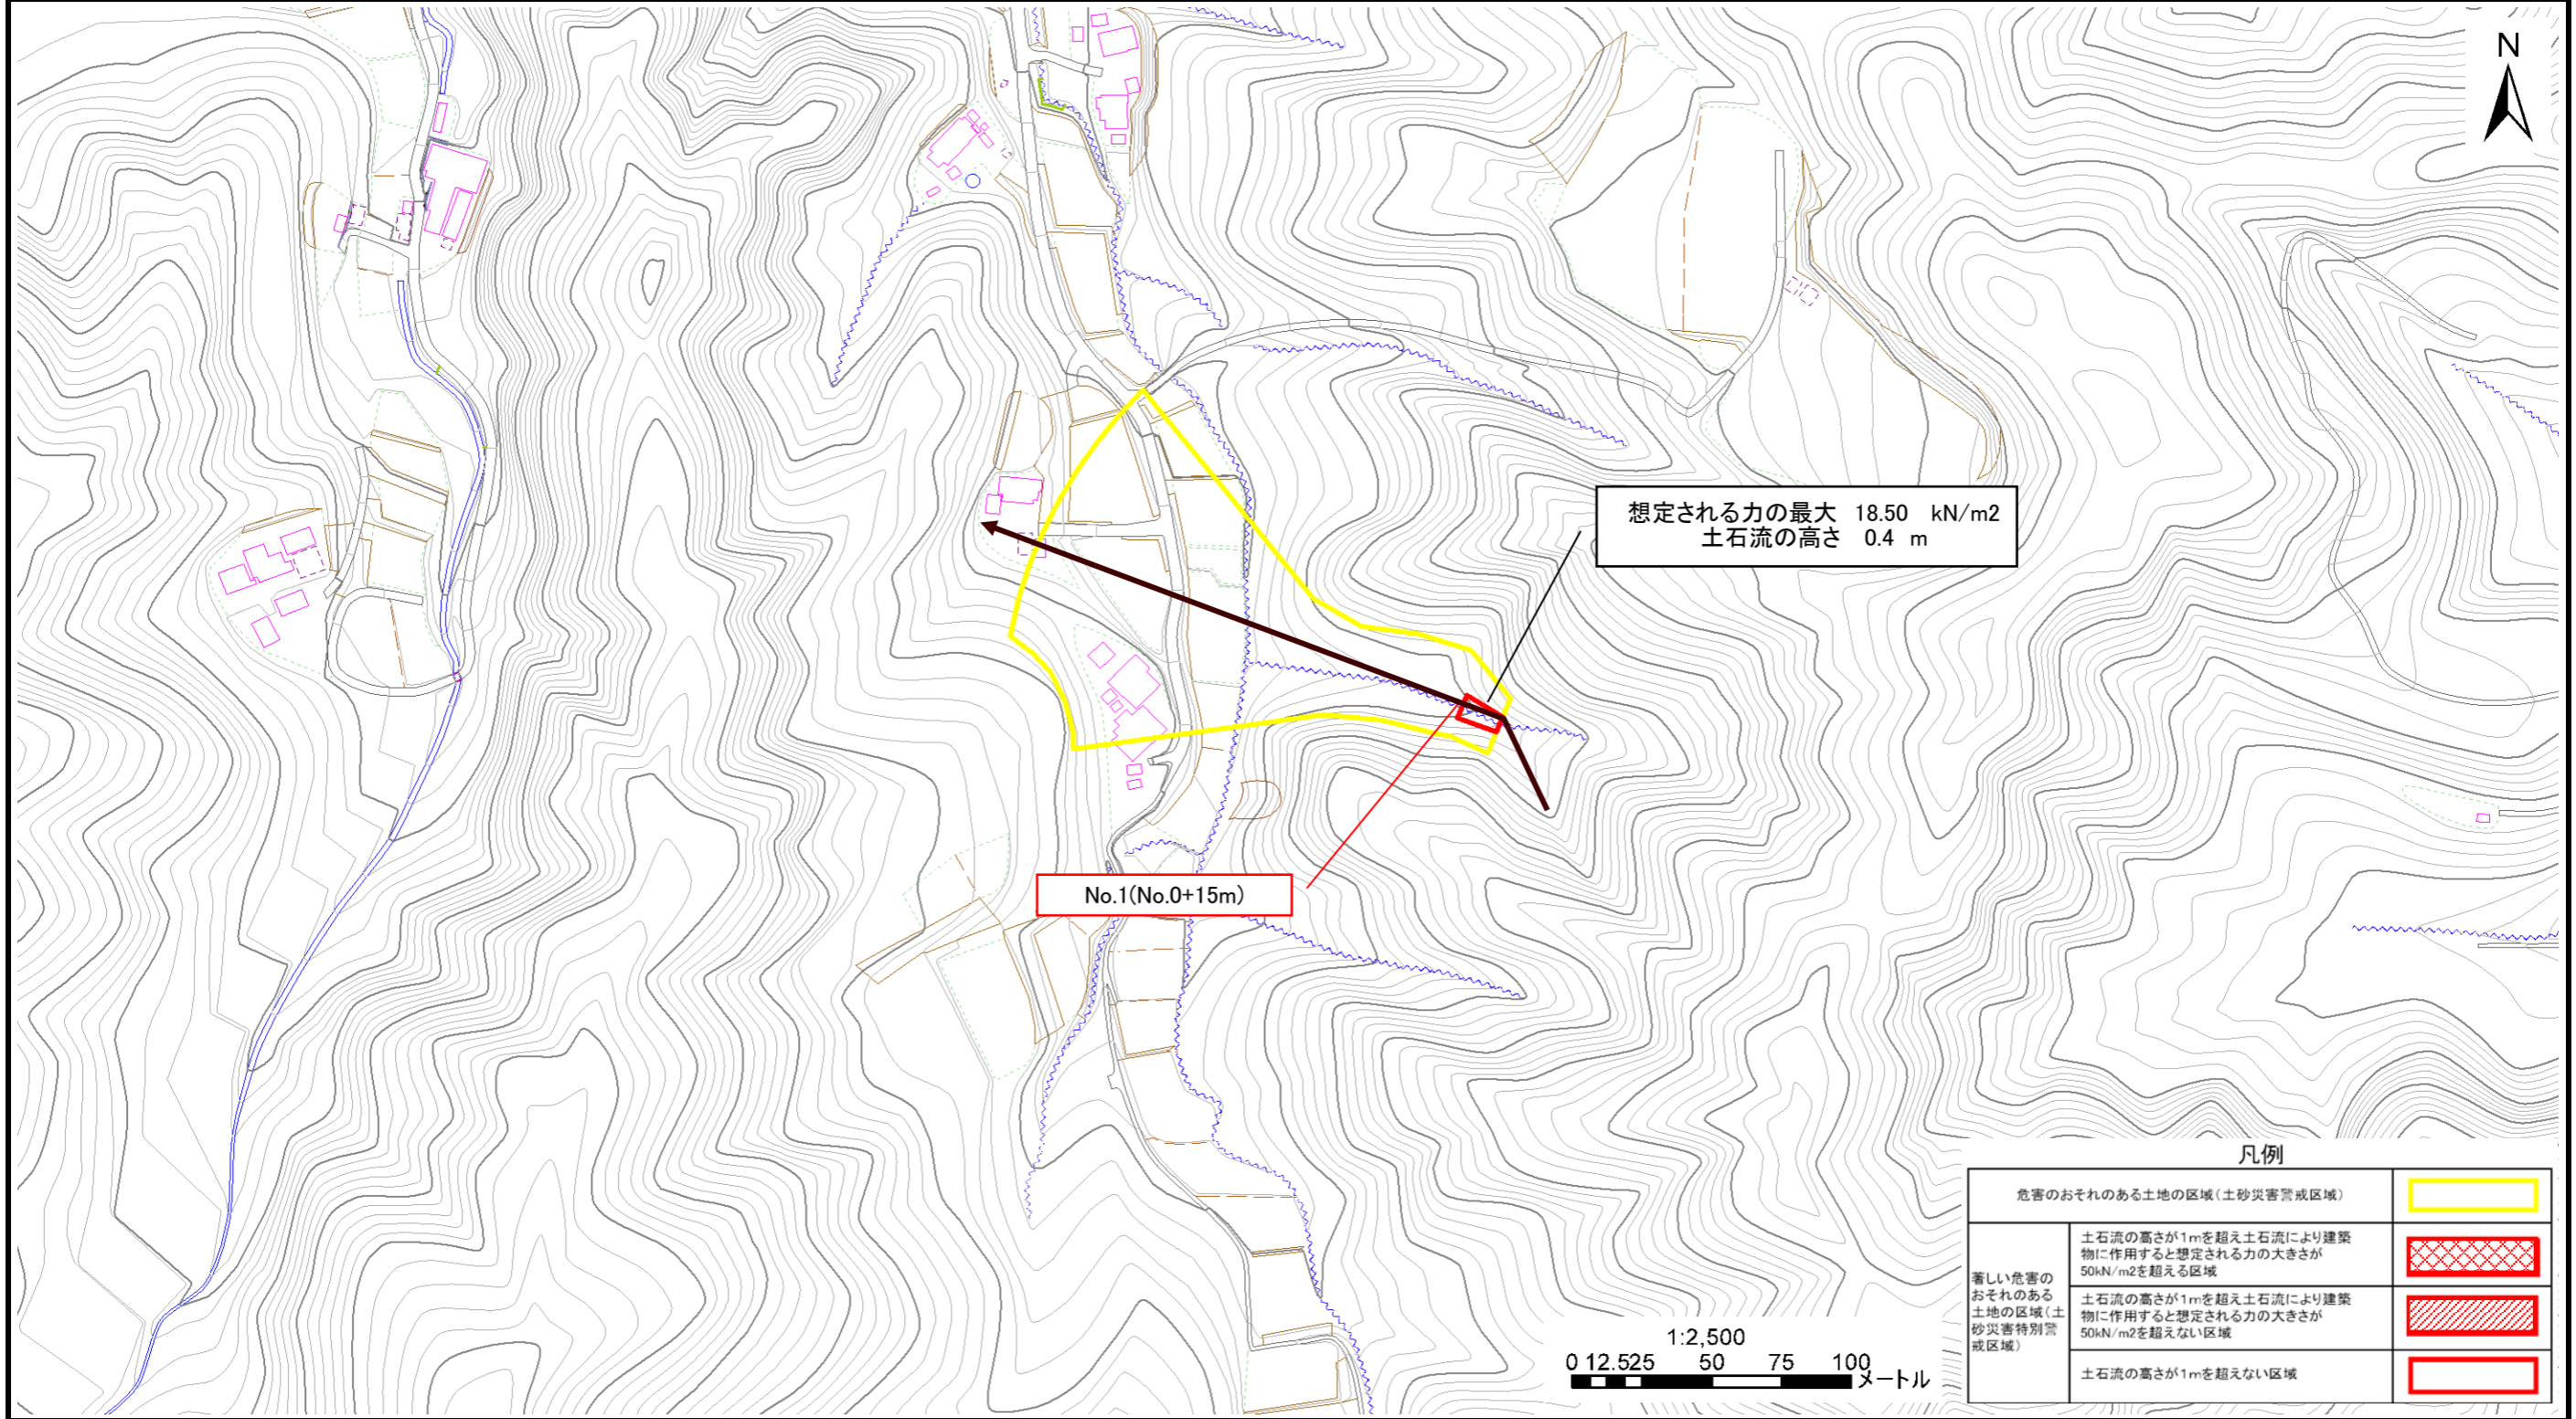 N
想定される力の最大 18.50 kN/m2
土石流の高さ 0.4 m
No.1(No.0+15m)
凡例
危害のおそれのある土地の区域(土砂災害警戒区域)
著しい危害の
おそれのある
土地の区域(土
砂災害特別警
戒区域)
土石流の高さが1mを超え土石流により建築
物に作用すると想定される力の大きさが
50kN/m2を超える区域
土石流の高さが1mを超え土石流により建築
物に作用すると想定される力の大きさが
50kN/m2を超えない区域
土石流の高さが1mを超えない区域
1:2,500
0 12.525 50 75 100
メートル